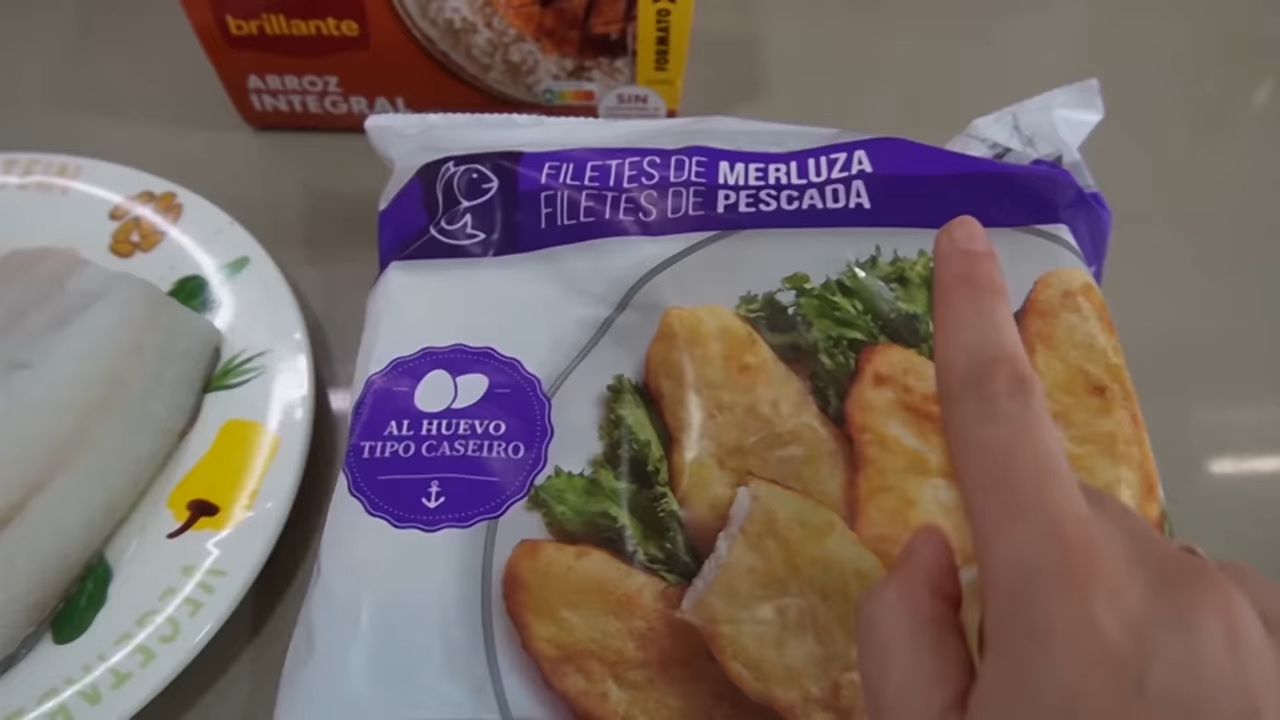 brillante
ARROZ
INTEGRAL
FORMATO
SIN
FILETES DE MERLUZA
FILETES DE PESCADA
AL HUEVO
TIPO CASEIRO